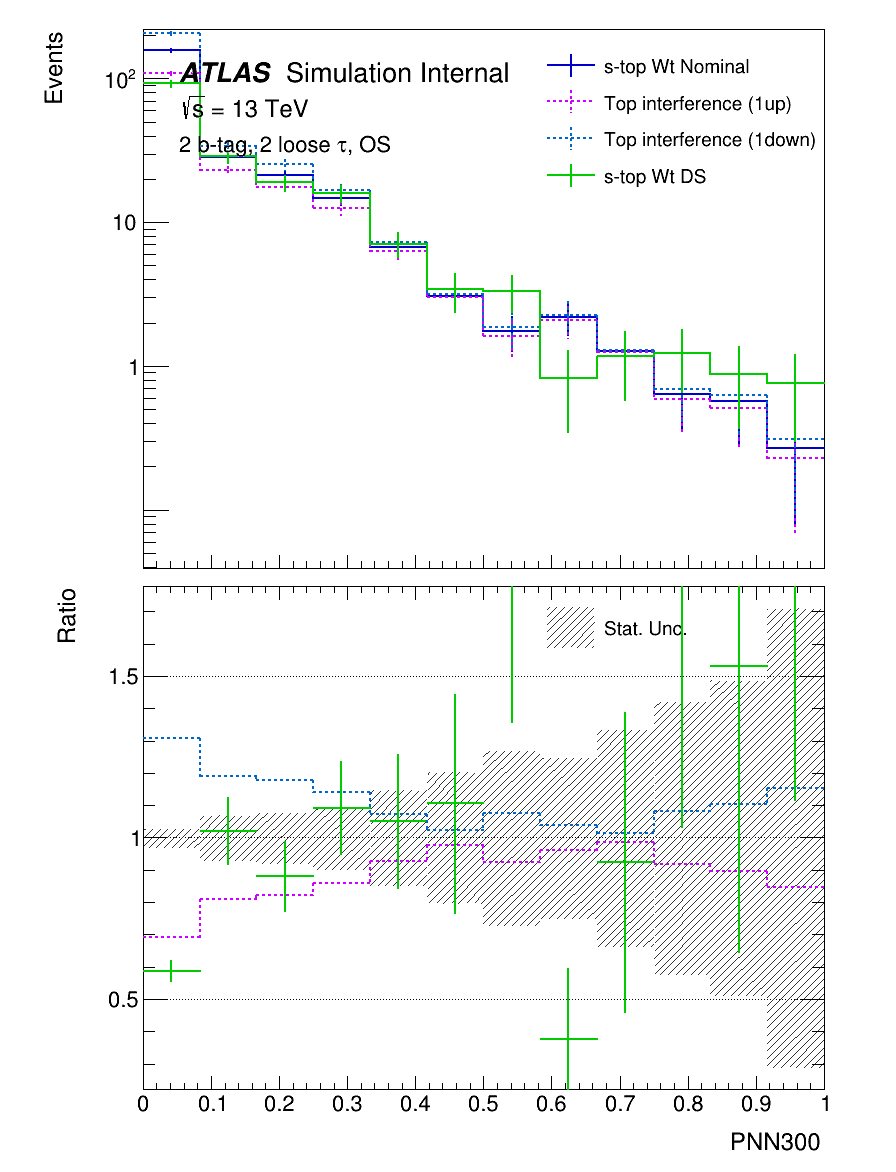 Events
10²
10
1
ATLAS Simulation Internal
√s = 13 TeV
2 b-tag, 2 loose τ, OS
s-top Wt Nominal
Top interference (1up)
Top interference (1down)
s-top Wt DS
Ratio
Stat. Unc.
1.5
1
0.5
0 0.1 0.2 0.3 0.4 0.5 0.6 0.7 0.8 0.9 1
PNN300